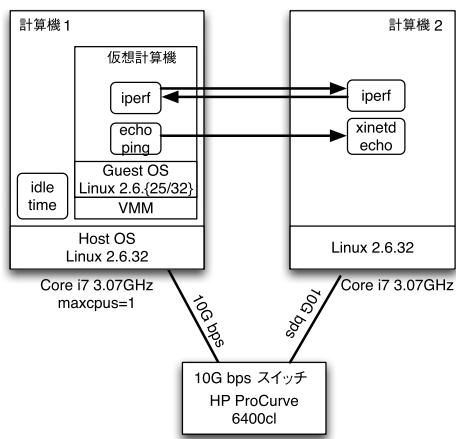 計算機 1
計算機 2
仮想計算機
iperf
iperf
echo
ping
xinetd
echo
Guest OS
Linux 2.6.{25/32}
VMM
idle
time
Host OS
Linux 2.6.32
Linux 2.6.32
Core i7 3.07GHz
maxcpus=1
Core i7 3.07GHz
10G bps
10G bps
10G bps スイッチ
HP ProCurve
6400cl